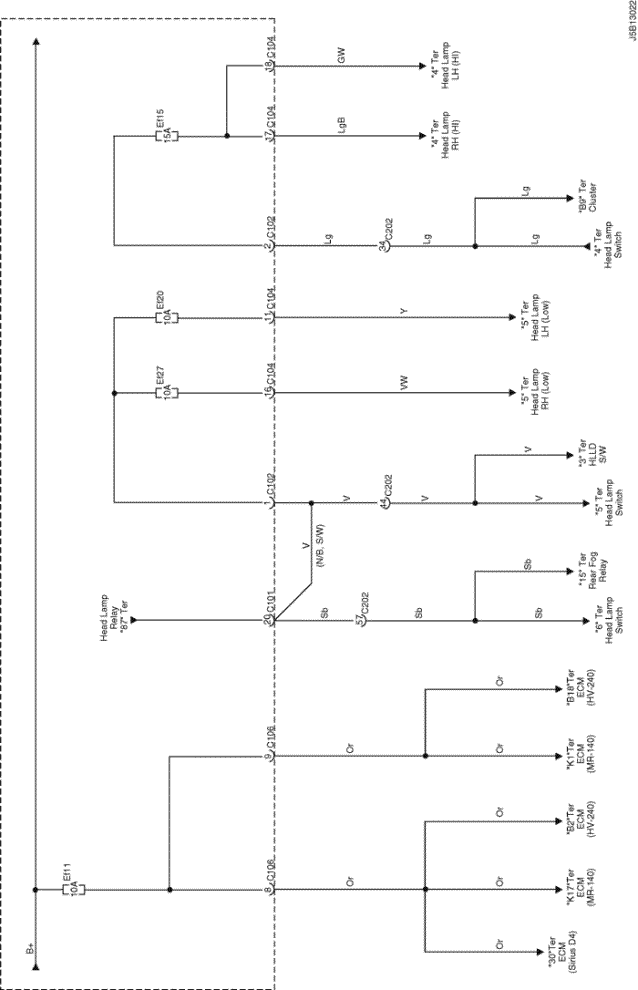 J5B13022
18 C104
GW
"4" Ter
Head Lamp
LH (HI)
Ef15
15A
17 C104
LgB
"4" Ter
Head Lamp
RH (HI)
2 C102
Lg
34 C202
Lg
Lg
"B9" Ter
Cluster
Lg
"4" Ter
Head Lamp
Switch
Ef20
10A
11 C104
Y
"5" Ter
Head Lamp
LH (Low)
Ef27
10A
16 C104
VW
"5" Ter
Head Lamp
RH (Low)
1 C102
V
44 C202
V
V
"3" Ter
HLLD
S/W
V
"5" Ter
Head Lamp
Switch
V
(N/B, S/W)
Head Lamp
Relay
"87" Ter
20 C101
Sb
57 C202
Sb
Sb
"15" Ter
Rear Fog
Relay
Sb
"6" Ter
Head Lamp
Switch
9 C106
Or
Or
"B18"Ter
ECM
(HV-240)
Or
"K1"Ter
ECM
(MR-140)
Ef11
10A
8 C106
Or
Or
"B2"Ter
ECM
(HV-240)
Or
"K17"Ter
ECM
(MR-140)
Or
"30"Ter
ECM
(Sirius D4)
B+